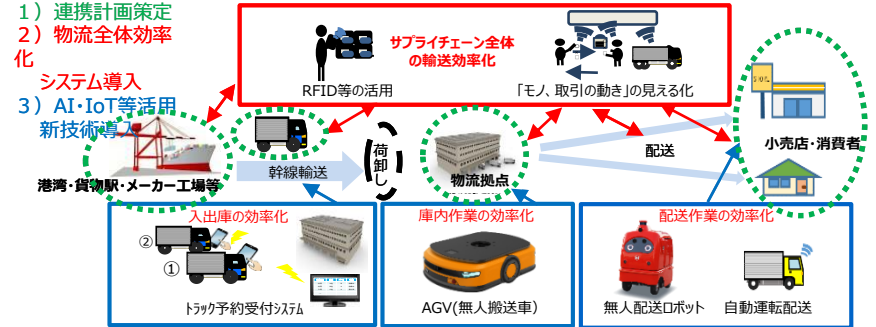 1）連携計画策定
2）物流全体効率
化
システム導入
3）AI･IoT等活用
新技術導入
サプライチェーン全体
の輸送効率化
RFID等の活用
「モノ、取引の動き」の見える化
港湾･貨物駅･メーカー工場等
幹線輸送
荷卸し
物流拠点
配送
小売店･消費者
入出庫の効率化
②
①
トラック予約受付システム
庫内作業の効率化
AGV(無人搬送車)
配送作業の効率化
無人配送ロボット
自動運転配送